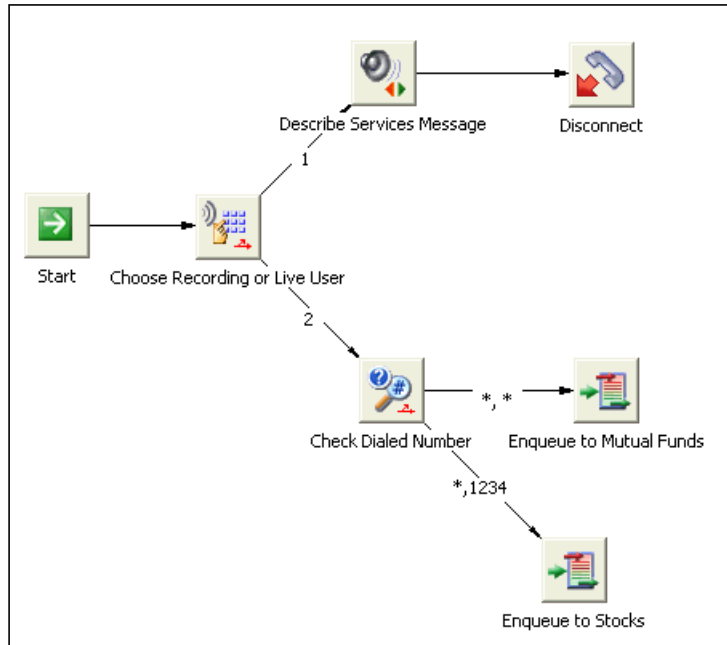 Describe Services Message
Disconnect
1
Start
Choose Recording or Live User
2
*, *
Check Dialed Number
Enqueue to Mutual Funds
*,1234
Enqueue to Stocks